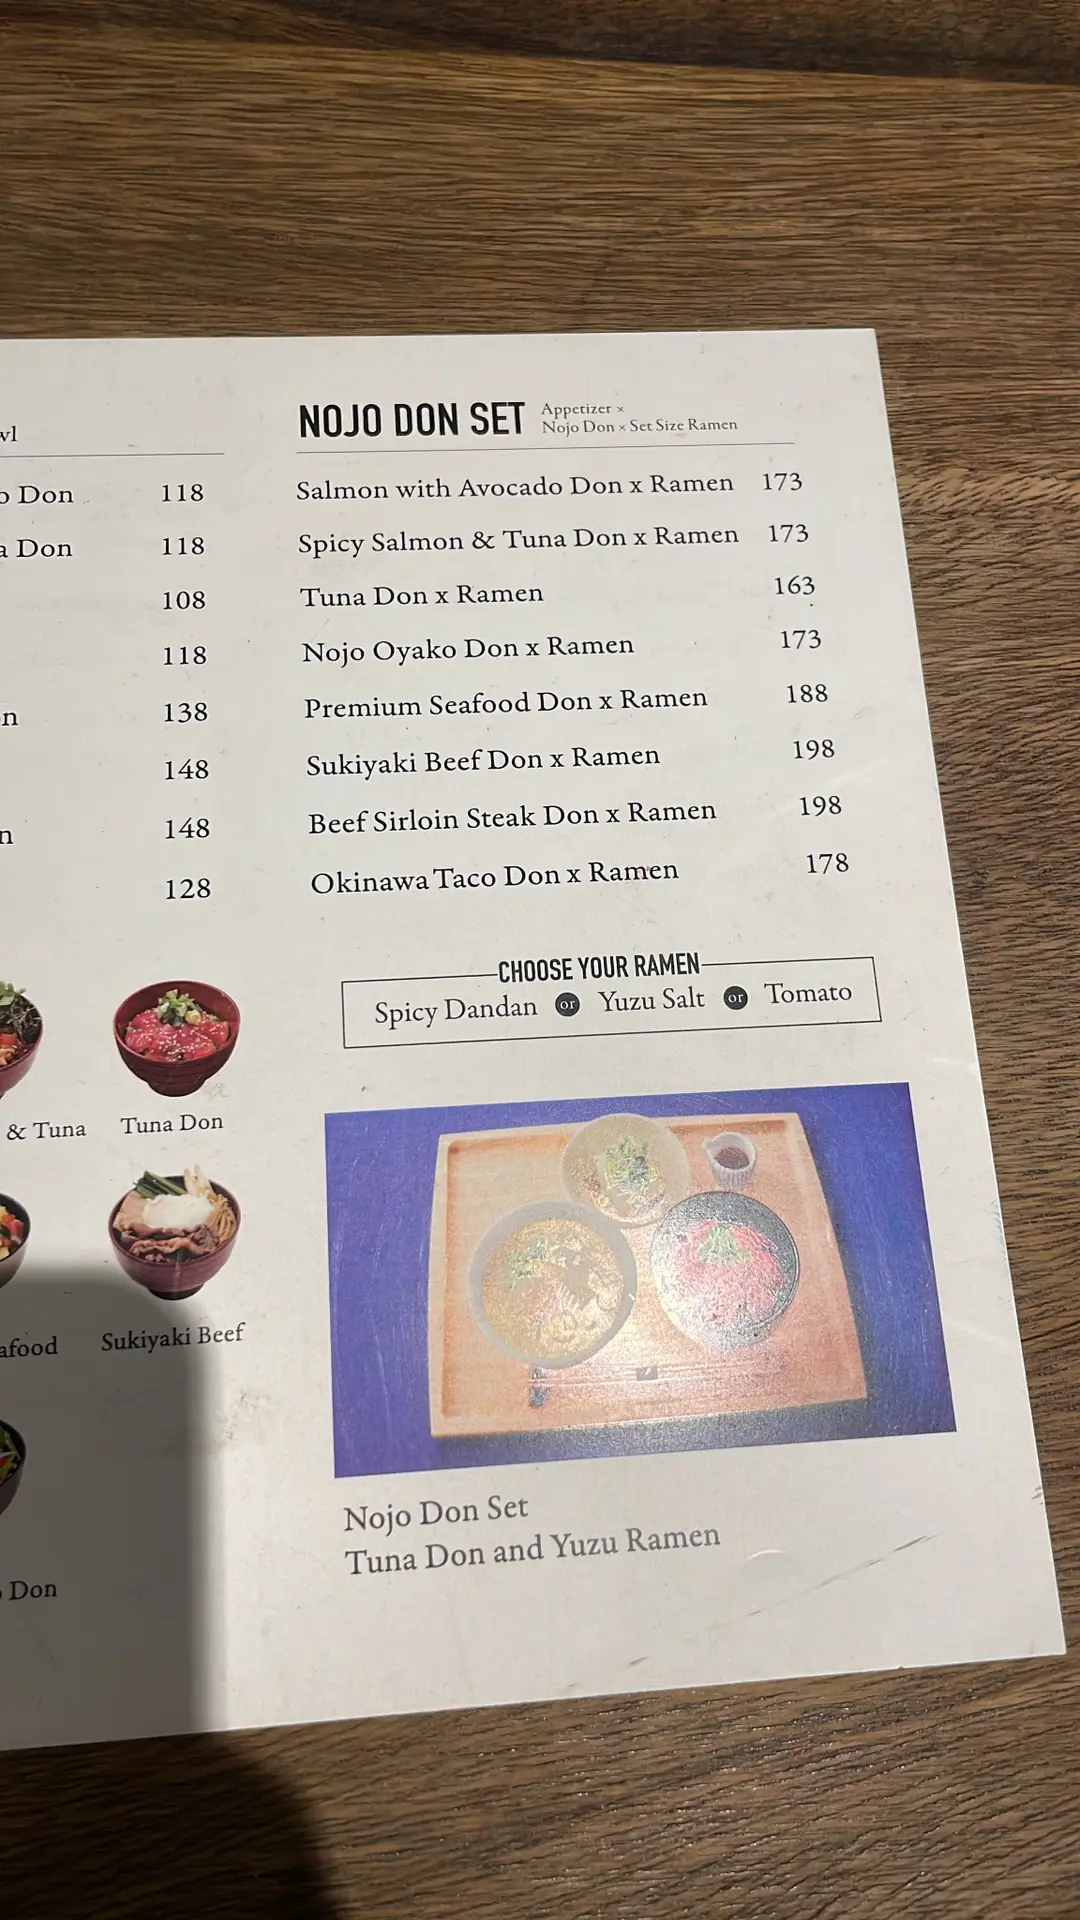 Don 118
Don 118
108
118
138
148
148
128
NOJO DON SET
Appetizer ×
Nojo Don × Set Size Ramen
Salmon with Avocado Don x Ramen 173
Spicy Salmon & Tuna Don x Ramen 173
Tuna Don x Ramen 163
Nojo Oyako Don x Ramen 173
Premium Seafood Don x Ramen 188
Sukiyaki Beef Don x Ramen 198
Beef Sirloin Steak Don x Ramen 198
Okinawa Taco Don x Ramen 178
CHOOSE YOUR RAMEN
Spicy Dandan or Yuzu Salt or Tomato
& Tuna
Tuna Don
Sukiyaki Beef
Don
Nojo Don Set
Tuna Don and Yuzu Ramen